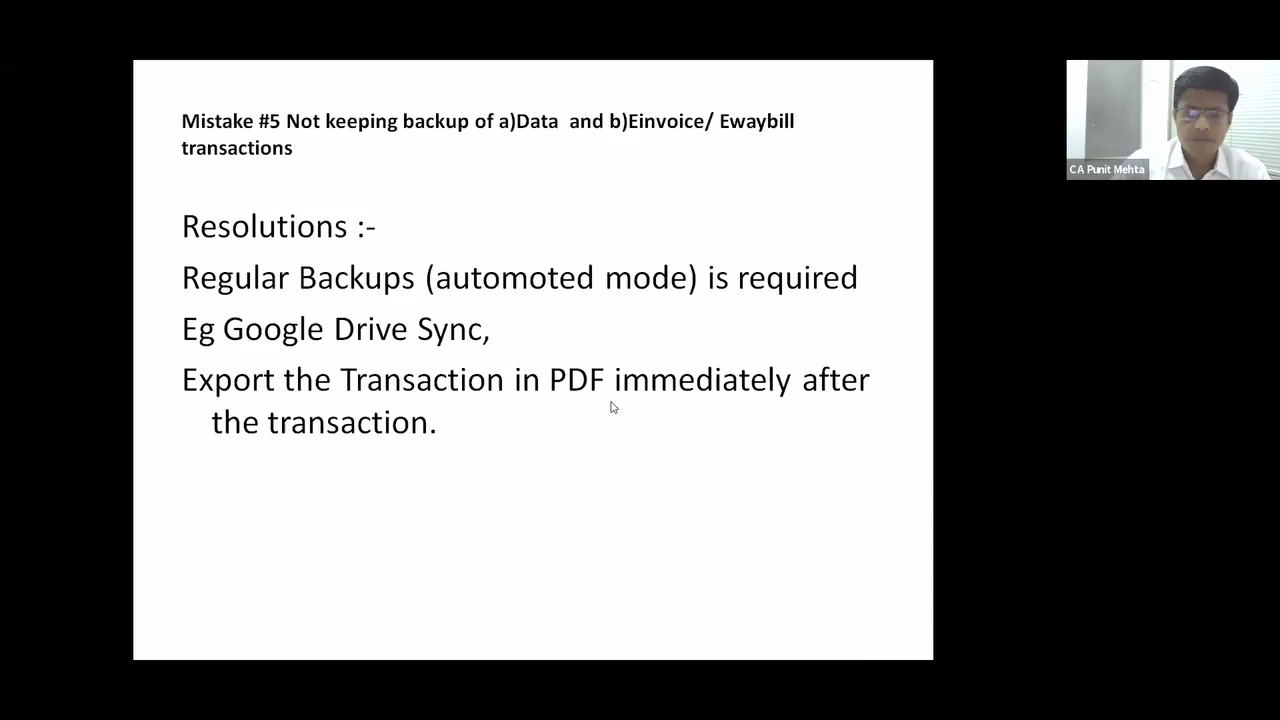 Mistake #5 Not keeping backup of a)Data and b)Einvoice/ Ewaybill
transactions
Resolutions :-
Regular Backups (automoted mode) is required
Eg Google Drive Sync,
Export the Transaction in PDF immediately after
the transaction.
CA Punit Mehta